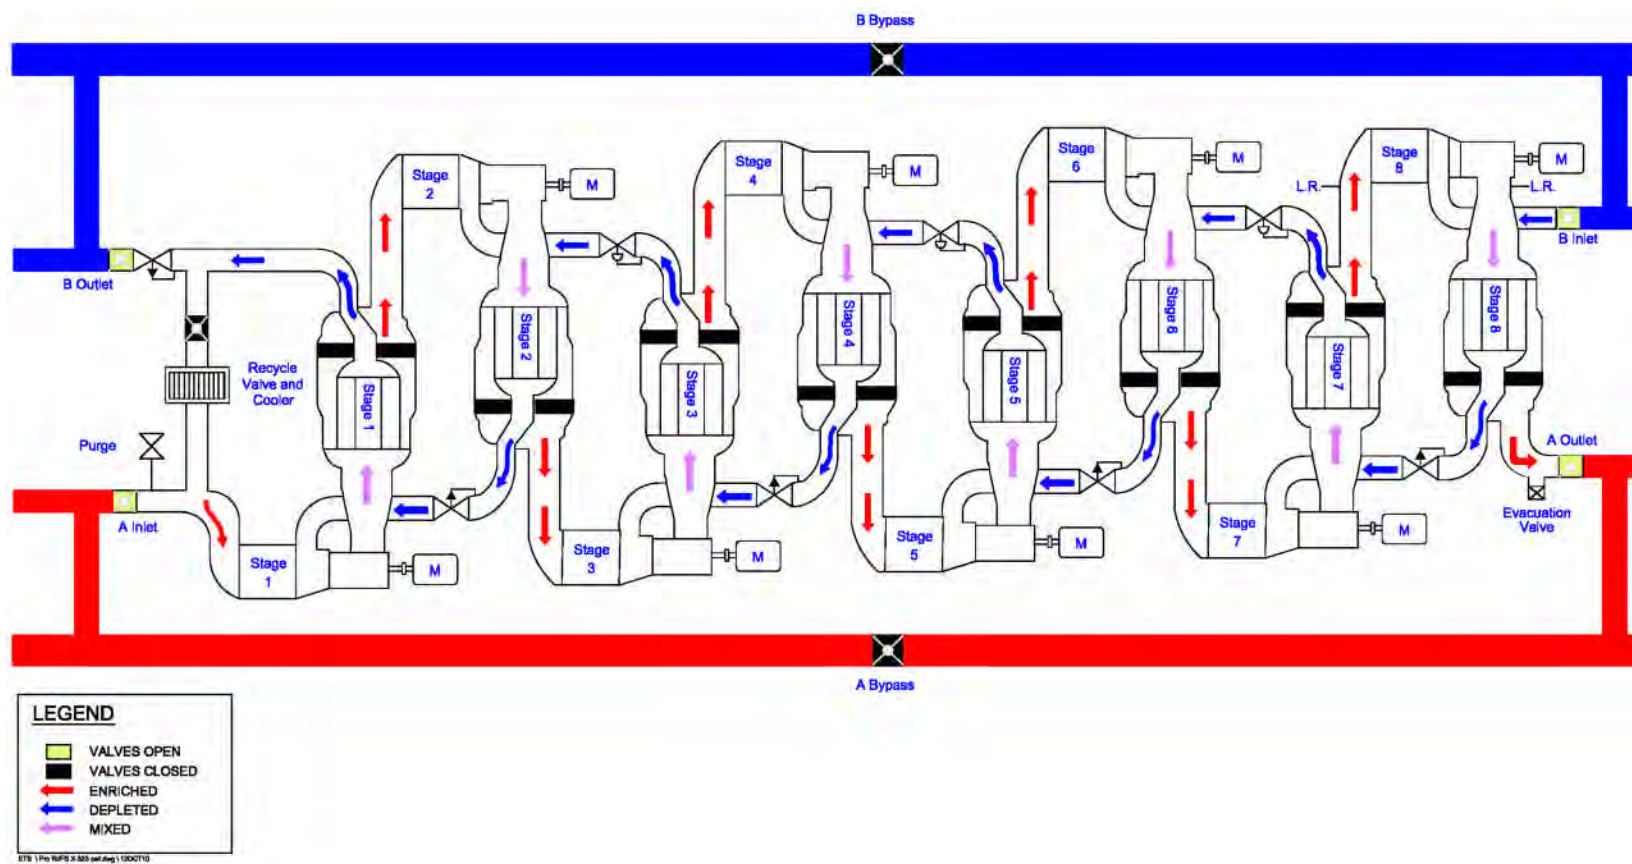 B Bypass
Stage
2
M
Stage
4
M
Stage
6
M
Stage
8
M
L.R.
L.R.
B Inlet
B Outlet
Recycle
Valve and
Cooler
Purge
A Inlet
Stage 1
Stage 2
Stage 3
Stage 4
Stage 5
Stage 6
Stage 7
Stage 8
A Outlet
Evacuation
Valve
Stage
1
M
Stage
3
M
Stage
5
M
Stage
7
M
A Bypass
LEGEND
VALVES OPEN
VALVES CLOSED
ENRICHED
DEPLETED
MIXED